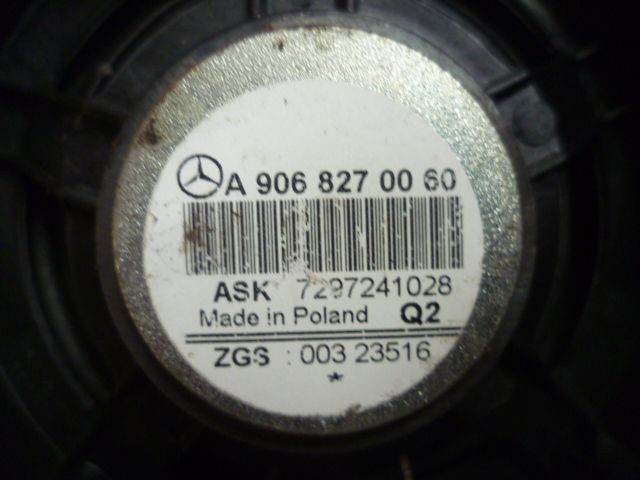 A 906 827 00 60
ASK 7297241028
Made in Poland Q2
ZGS : 003 23516
*